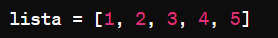 lista = [1, 2, 3, 4, 5]